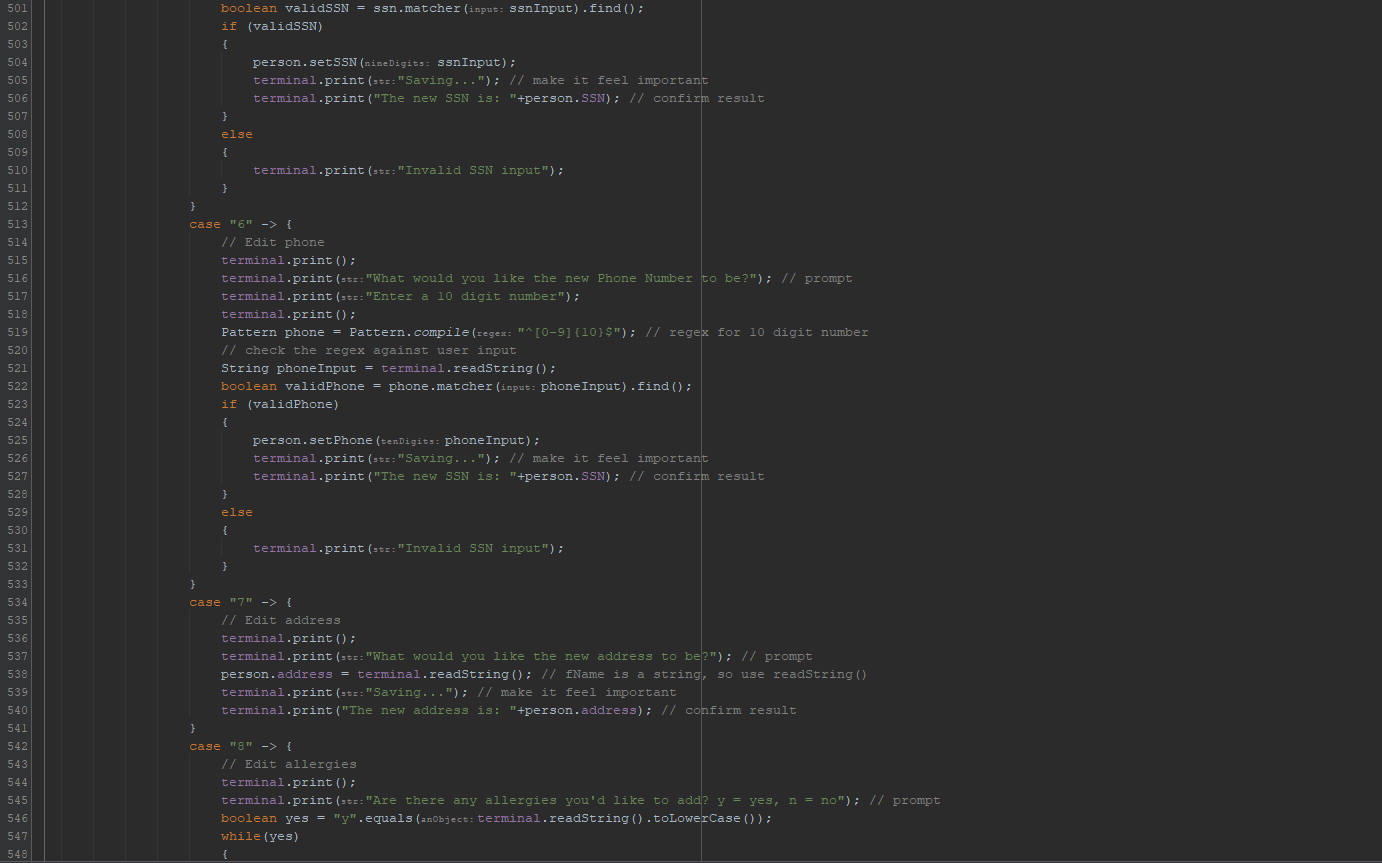 501 boolean validSSN = ssn.matcher(input: ssnInput).find();
502 if (validSSN)
503 {
504 person.setSSN(nineDigits: ssnInput);
505 terminal.print(str: "Saving..."); // make it feel important
506 terminal.print("The new SSN is: "+person.SSN); // confirm result
507 }
508 else
509 {
510 terminal.print(str: "Invalid SSN input");
511 }
512 }
513 case "6" -> {
514 // Edit phone
515 terminal.print();
516 terminal.print(str: "What would you like the new Phone Number to be?"); // prompt
517 terminal.print(str: "Enter a 10 digit number");
518 terminal.print();
519 Pattern phone = Pattern.compile(regex: "^[0-9]{10}$"); // regex for 10 digit number
520 // check the regex against user input
521 String phoneInput = terminal.readString();
522 boolean validPhone = phone.matcher(input: phoneInput).find();
523 if (validPhone)
524 {
525 person.setPhone(tenDigits: phoneInput);
526 terminal.print(str: "Saving..."); // make it feel important
527 terminal.print("The new SSN is: "+person.SSN); // confirm result
528 }
529 else
530 {
531 terminal.print(str: "Invalid SSN input");
532 }
533 }
534 case "7" -> {
535 // Edit address
536 terminal.print();
537 terminal.print(str: "What would you like the new address to be?"); // prompt
538 person.address = terminal.readString(); // fName is a string, so use readString()
539 terminal.print(str: "Saving..."); // make it feel important
540 terminal.print("The new address is: "+person.address); // confirm result
541 }
542 case "8" -> {
543 // Edit allergies
544 terminal.print();
545 terminal.print(str: "Are there any allergies you'd like to add? y = yes, n = no"); // prompt
546 boolean yes = "y".equals(anObject: terminal.readString().toLowerCase());
547 while(yes)
548 {